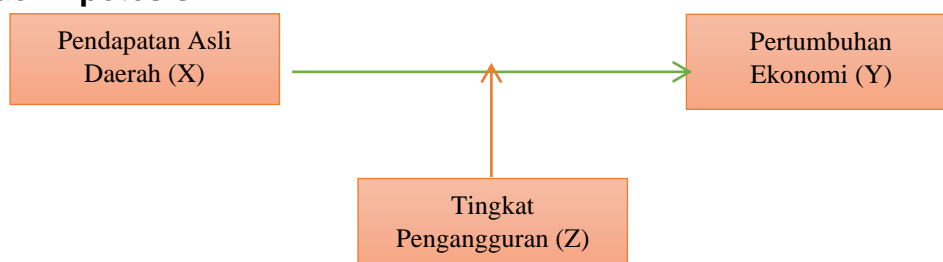 Pendapatan Asli
Daerah (X)
Pertumbuhan
Ekonomi (Y)
Tingkat
Pengangguran (Z)